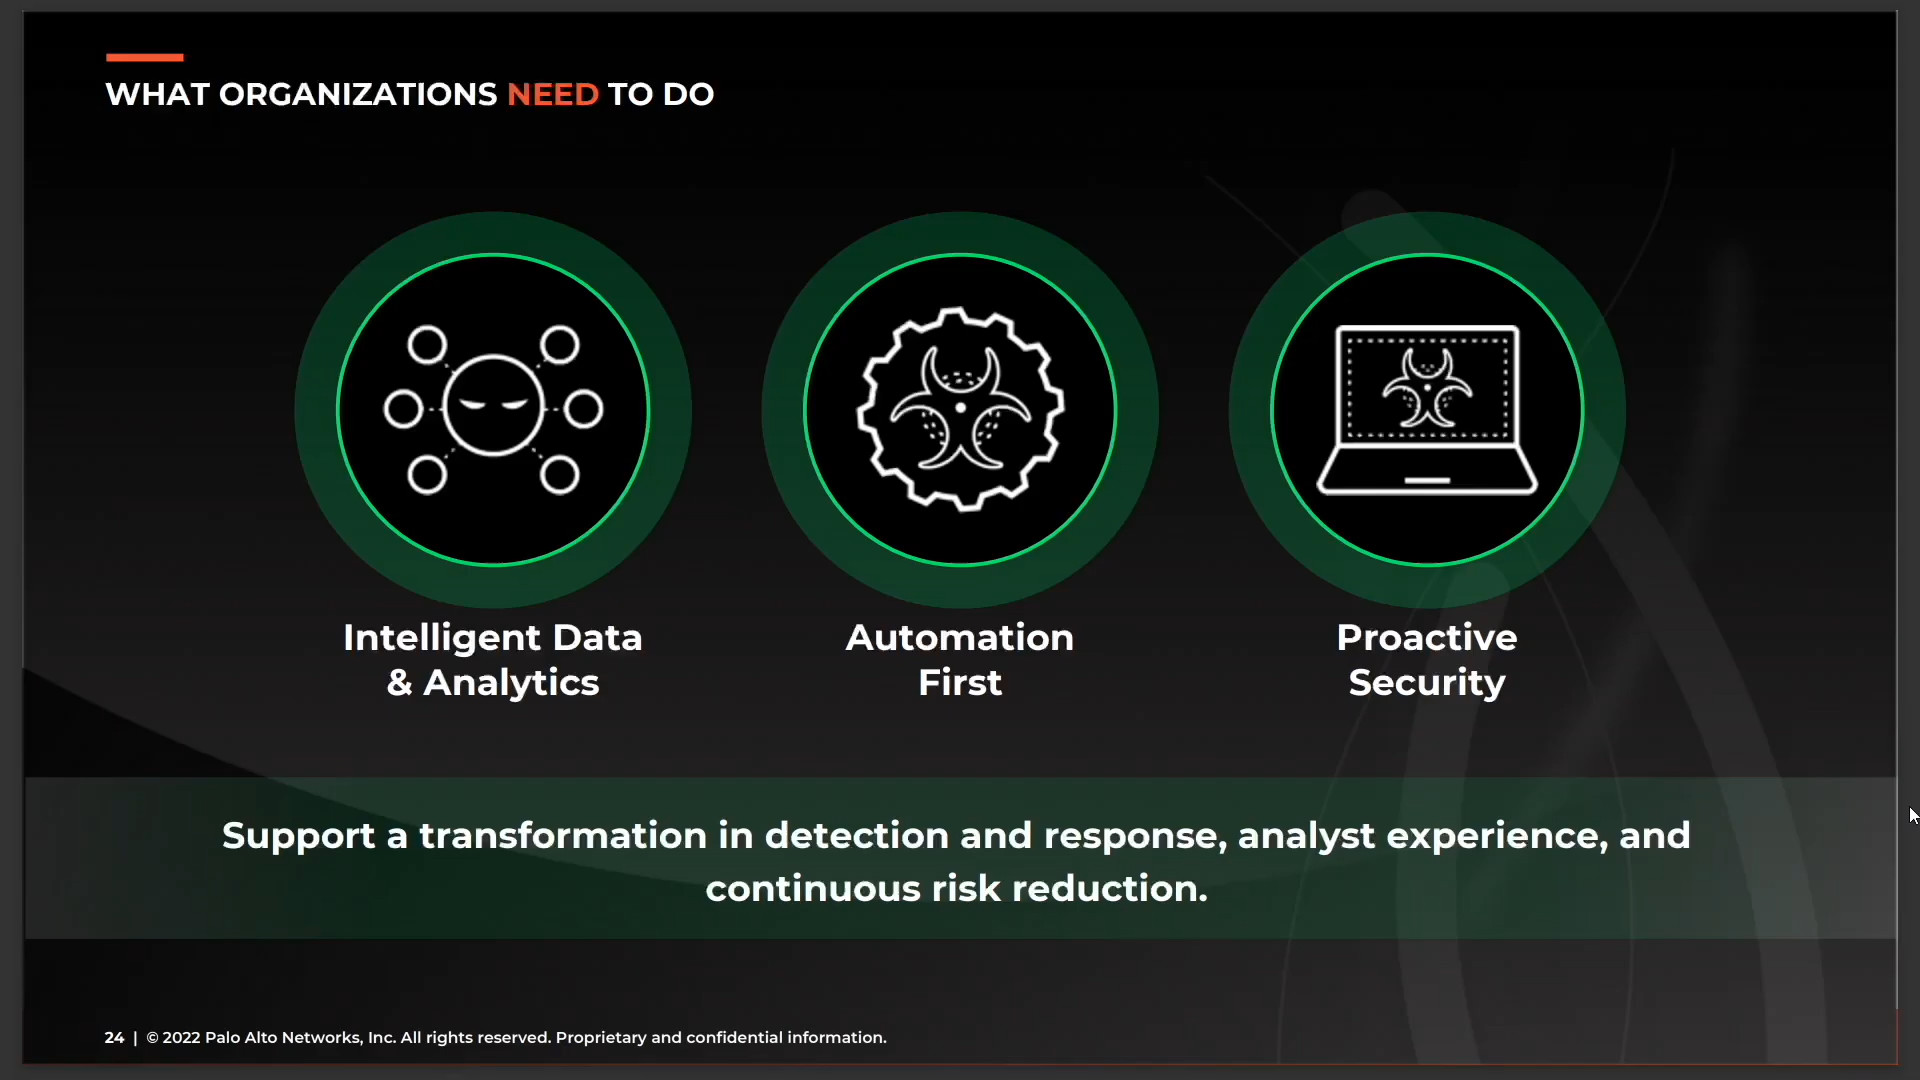 WHAT ORGANIZATIONS NEED TO DO
Intelligent Data
& Analytics
Automation
First
Proactive
Security
Support a transformation in detection and response, analyst experience, and
continuous risk reduction.
24 | © 2022 Palo Alto Networks, Inc. All rights reserved. Proprietary and confidential information.